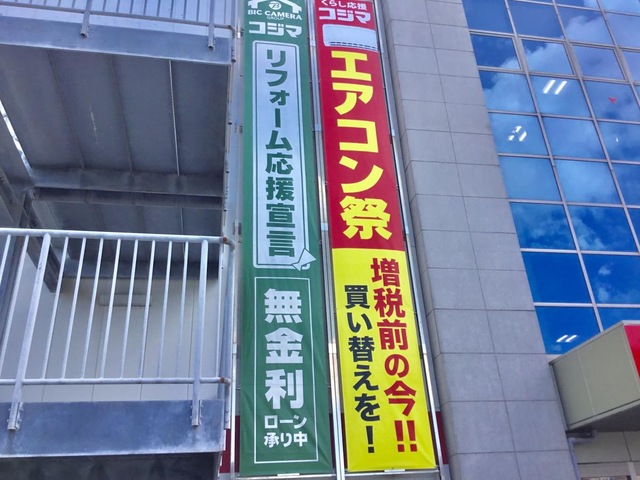 BIC CAMERA
GROUP
コジマ
リフォーム応援宣言
無金利
ローン
承り中
くらし応援
コジマ
エアコン祭
増税前の今!!
買い替えを!